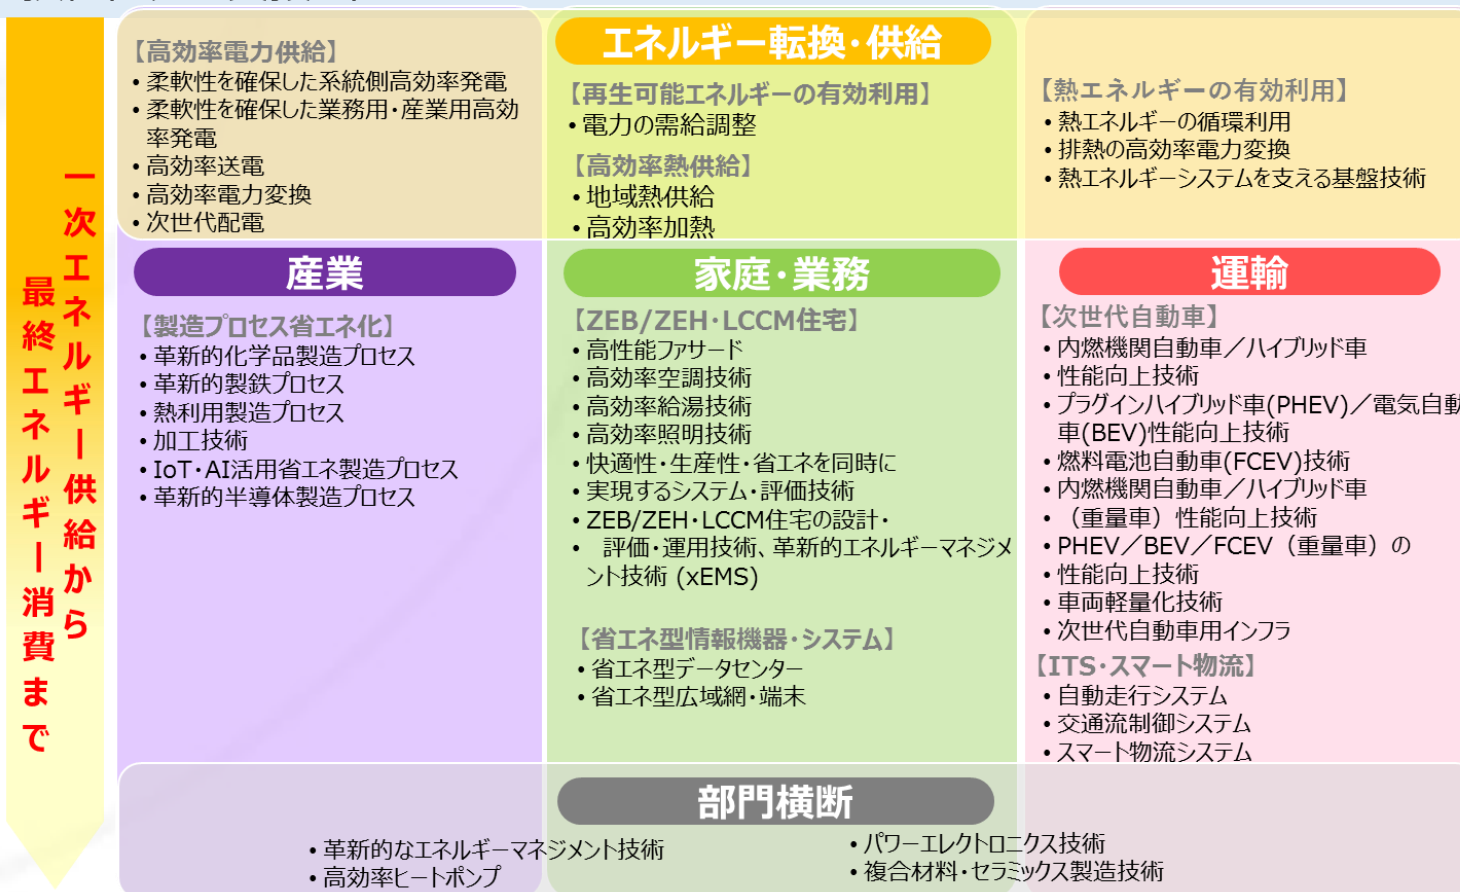 一次エネルギー供給から
最終エネルギー消費まで
【高効率電力供給】
• 柔軟性を確保した系統側高効率発電
• 柔軟性を確保した業務用・産業用高効
率発電
• 高効率送電
• 高効率電力変換
• 次世代配電
エネルギー転換・供給
【再生可能エネルギーの有効利用】
• 電力の需給調整
【高効率熱供給】
• 地域熱供給
• 高効率加熱
【熱エネルギーの有効利用】
• 熱エネルギーの循環利用
• 排熱の高効率電力変換
• 熱エネルギーシステムを支える基盤技術
産業
【製造プロセス省エネ化】
• 革新的化学品製造プロセス
• 革新的製鉄プロセス
• 熱利用製造プロセス
• 加工技術
• IoT・AI活用省エネ製造プロセス
• 革新的半導体製造プロセス
家庭・業務
【ZEB/ZEH・LCCM住宅】
• 高性能ファサード
• 高効率空調技術
• 高効率給湯技術
• 高効率照明技術
• 快適性・生産性・省エネを同時に
• 実現するシステム・評価技術
• ZEB/ZEH・LCCM住宅の設計・
• 評価・運用技術、革新的エネルギーマネジメ
ント技術 (xEMS)
【省エネ型情報機器・システム】
• 省エネ型データセンター
• 省エネ型広域網・端末
運輸
【次世代自動車】
• 内燃機関自動車／ハイブリッド車
• 性能向上技術
• プラグインハイブリッド車(PHEV)／電気自動
車(BEV)性能向上技術
• 燃料電池自動車(FCEV)技術
• 内燃機関自動車／ハイブリッド車
• （重量車）性能向上技術
• PHEV／BEV／FCEV（重量車）の
• 性能向上技術
• 車両軽量化技術
• 次世代自動車用インフラ
【ITS・スマート物流】
• 自動走行システム
• 交通流制御システム
• スマート物流システム
部門横断
• 革新的なエネルギーマネジメント技術
• 高効率ヒートポンプ
• パワーエレクトロニクス技術
• 複合材料・セラミックス製造技術